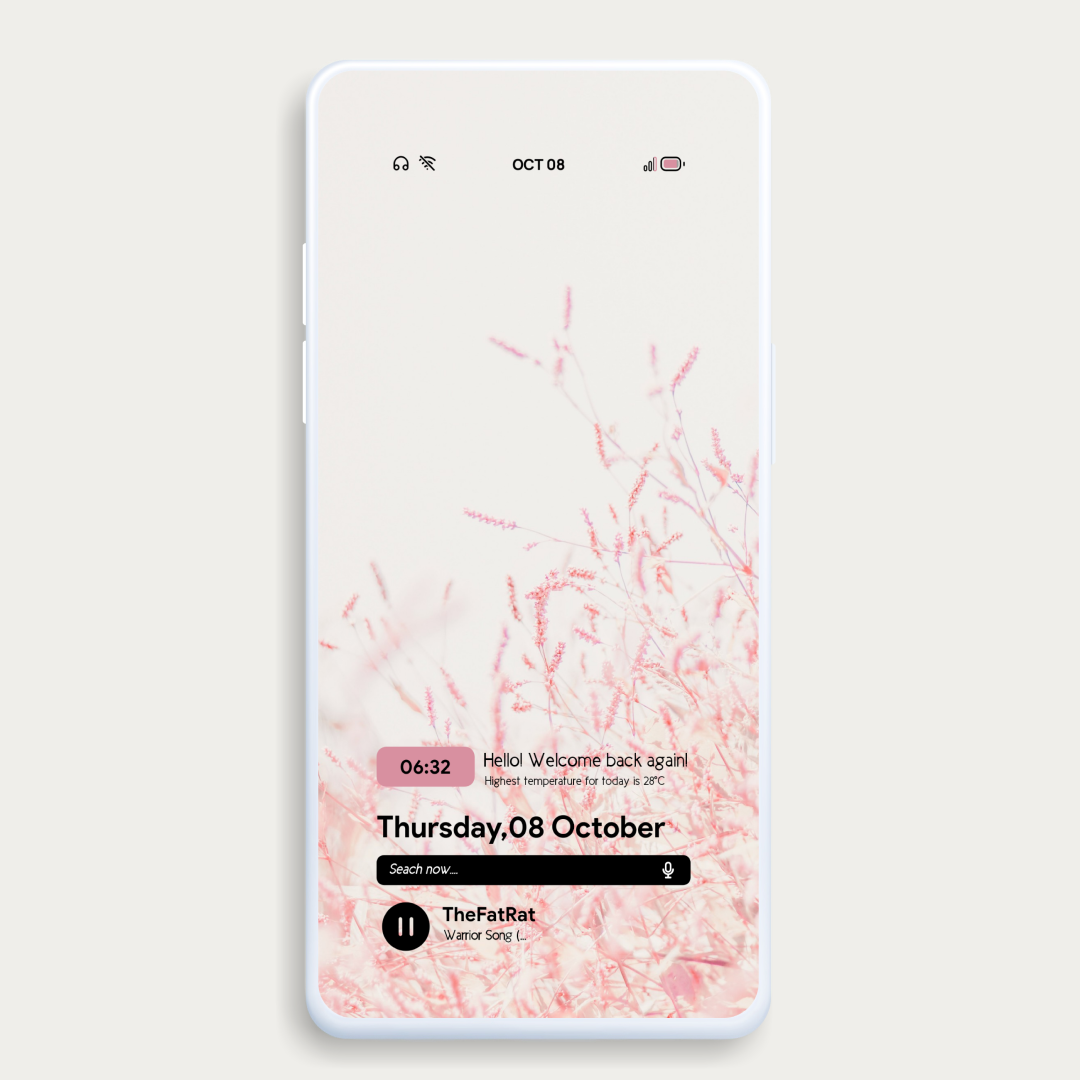 OCT 08
06:32
Hello! Welcome back again!
Highest temperature for today is 28°C
Thursday,08 October
Seach now....
TheFatRat
Warrior Song (...